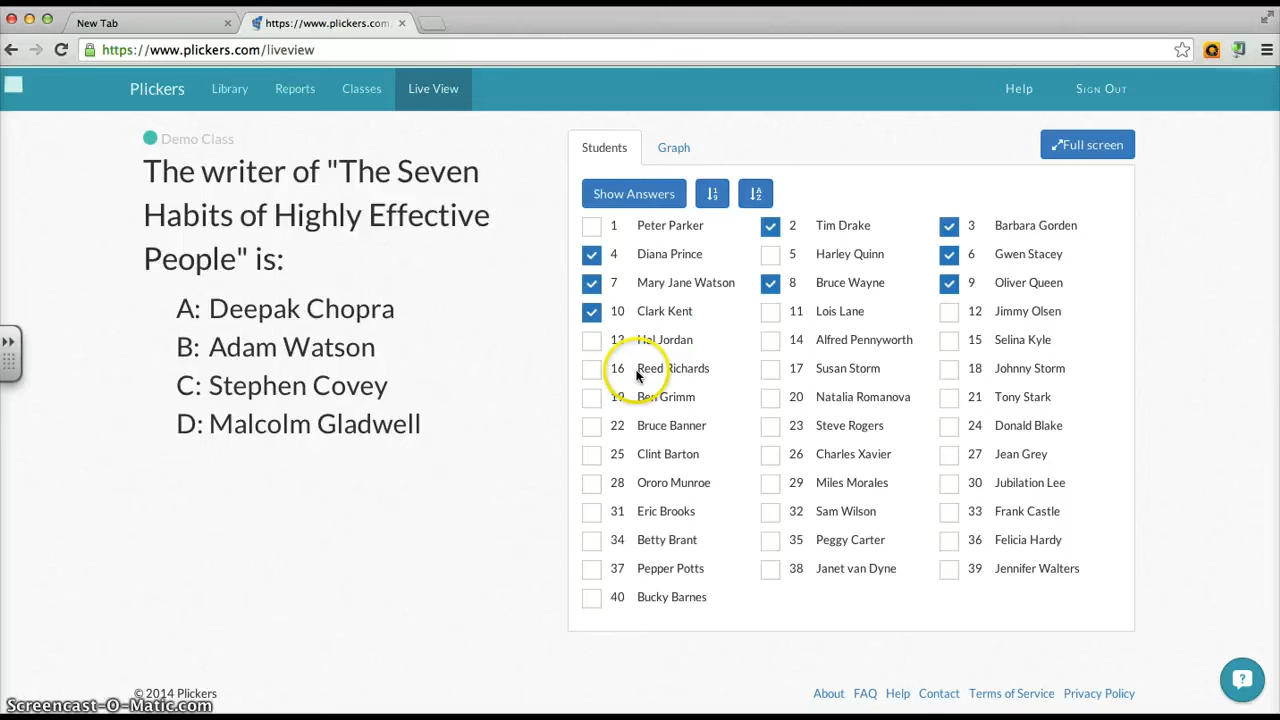 New Tab
https://www.plickers.com
https://www.plickers.com/liveview
Plickers Library Reports Classes Live View Help Sign Out
Demo Class
The writer of "The Seven
Habits of Highly Effective
People" is:
A: Deepak Chopra
B: Adam Watson
C: Stephen Covey
D: Malcolm Gladwell
Students Graph Full screen
Show Answers
1 Peter Parker 2 Tim Drake 3 Barbara Gorden
4 Diana Prince 5 Harley Quinn 6 Gwen Stacey
7 Mary Jane Watson 8 Bruce Wayne 9 Oliver Queen
10 Clark Kent 11 Lois Lane 12 Jimmy Olsen
13 Hal Jordan 14 Alfred Pennyworth 15 Selina Kyle
16 Reed Richards 17 Susan Storm 18 Johnny Storm
19 Ben Grimm 20 Natalia Romanova 21 Tony Stark
22 Bruce Banner 23 Steve Rogers 24 Donald Blake
25 Clint Barton 26 Charles Xavier 27 Jean Grey
28 Ororo Munroe 29 Miles Morales 30 Jubilation Lee
31 Eric Brooks 32 Sam Wilson 33 Frank Castle
34 Betty Brant 35 Peggy Carter 36 Felicia Hardy
37 Pepper Potts 38 Janet van Dyne 39 Jennifer Walters
40 Bucky Barnes
© 2014 Plickers About FAQ Help Contact Terms of Service Privacy Policy
Screencast-O-Matic.com